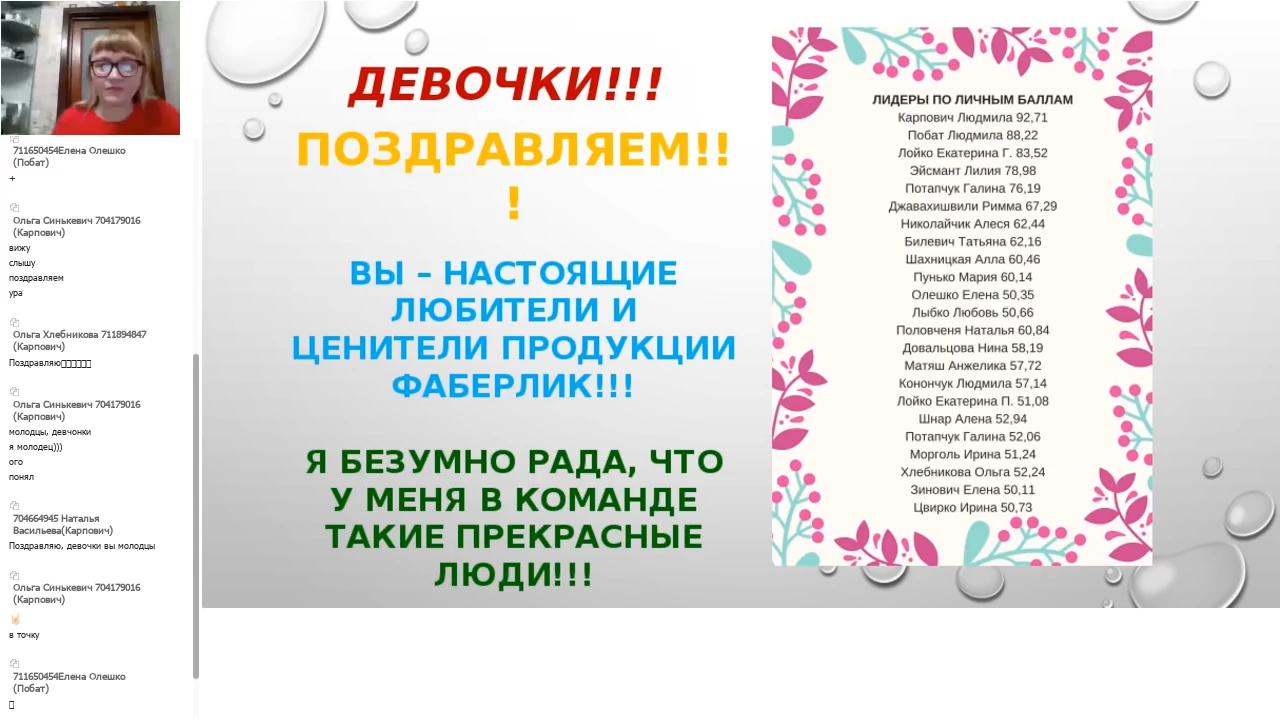 711650454Елена Олешко
(Побат)
+
Ольга Синькевич 704179016
(Карпович)
вижу
слышу
поздравляем
ура
Ольга Хлебникова 711894847
(Карпович)
Поздравляю
Ольга Синькевич 704179016
(Карпович)
молодцы, девчонки
я молодец)))
ого
понял
704664945 Наталья
Васильева(Карпович)
Поздравляю, девочки вы молодцы
Ольга Синькевич 704179016
(Карпович)
🤘🏻
в точку
711650454Елена Олешко
(Побат)
ДЕВОЧКИ!!!
ПОЗДРАВЛЯЕМ!!
!
ВЫ – НАСТОЯЩИЕ
ЛЮБИТЕЛИ И
ЦЕНИТЕЛИ ПРОДУКЦИИ
ФАБЕРЛИК!!!
Я БЕЗУМНО РАДА, ЧТО
У МЕНЯ В КОМАНДЕ
ТАКИЕ ПРЕКРАСНЫЕ
ЛЮДИ!!!
ЛИДЕРЫ ПО ЛИЧНЫМ БАЛЛАМ
Карпович Людмила 92,71
Побат Людмила 88,22
Лойко Екатерина Г. 83,52
Эйсмант Лилия 78,98
Потапчук Галина 76,19
Джавахишвили Римма 67,29
Николайчик Алеся 62,44
Билевич Татьяна 62,16
Шахницкая Алла 60,46
Пунько Мария 60,14
Олешко Елена 50,35
Лыбко Любовь 50,66
Половченя Наталья 60,84
Довальцова Нина 58,19
Матяш Анжелика 57,72
Конончук Людмила 57,14
Лойко Екатерина П. 51,08
Шнар Алена 52,94
Потапчук Галина 52,06
Морголь Ирина 51,24
Хлебникова Ольга 52,24
Зинович Елена 50,11
Цвирко Ирина 50,73